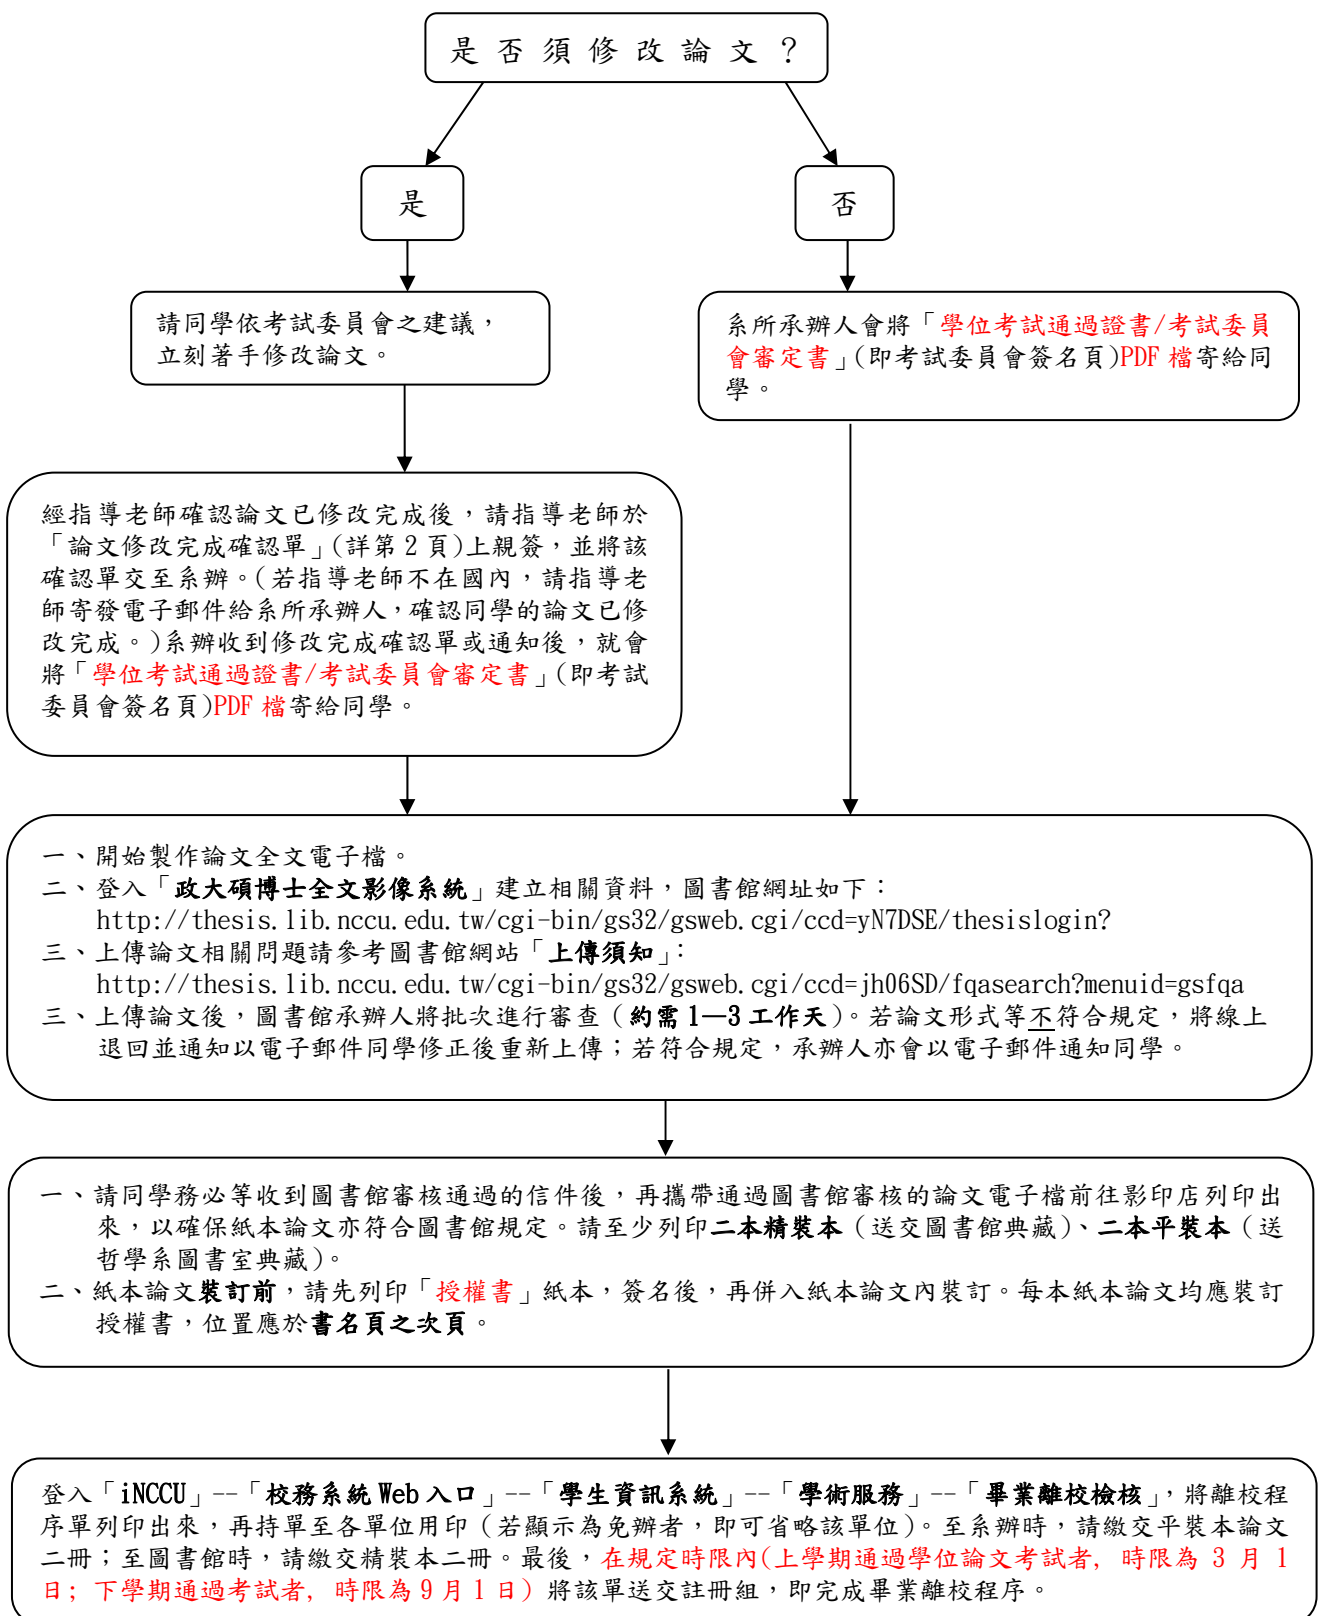 是否須修改論文？
是
否
請同學依考試委員會之建議，
立刻著手修改論文。
系所承辦人會將「學位考試通過證書/考試委員
會審定書」(即考試委員會簽名頁)PDF 檔寄給同
學。
經指導老師確認論文已修改完成後，請指導老師於
「論文修改完成確認單」(詳第 2 頁)上親簽，並將該
確認單交至系辦。(若指導老師不在國內，請指導老
師寄發電子郵件給系所承辦人，確認同學的論文已修
改完成。)系辦收到修改完成確認單或通知後，就會
將「學位考試通過證書/考試委員會審定書」(即考試
委員會簽名頁)PDF 檔寄給同學。
一、開始製作論文全文電子檔。
二、登入「政大碩博士全文影像系統」建立相關資料，圖書館網址如下：
http://thesis.lib.nccu.edu.tw/cgi-bin/gs32/gsweb.cgi/ccd=yN7DSE/thesislogin?
三、上傳論文相關問題請參考圖書館網站「上傳須知」：
http://thesis.lib.nccu.edu.tw/cgi-bin/gs32/gsweb.cgi/ccd=jh06SD/fqasearch?menuid=gsfqa
三、上傳論文後，圖書館承辦人將批次進行審查（約需 1—3 工作天）。若論文形式等不符合規定，將線上
退回並通知以電子郵件同學修正後重新上傳；若符合規定，承辦人亦會以電子郵件通知同學。
一、請同學務必等收到圖書館審核通過的信件後，再攜帶通過圖書館審核的論文電子檔前往影印店列印出
來，以確保紙本論文亦符合圖書館規定。請至少列印二本精裝本（送交圖書館典藏）、二本平裝本（送
哲學系圖書室典藏）。
二、紙本論文裝訂前，請先列印「授權書」紙本，簽名後，再併入紙本論文內裝訂。每本紙本論文均應裝訂
授權書，位置應於書名頁之次頁。
登入「iNCCU」--「校務系統 Web 入口」--「學生資訊系統」--「學術服務」--「畢業離校檢核」，將離校程
序單列印出來，再持單至各單位用印（若顯示為免辦者，即可省略該單位）。至系辦時，請繳交平裝本論文
二冊；至圖書館時，請繳交精裝本二冊。最後，在規定時限內(上學期通過學位論文考試者, 時限為 3 月 1
日; 下學期通過考試者, 時限為 9 月 1 日) 將該單送交註冊組，即完成畢業離校程序。